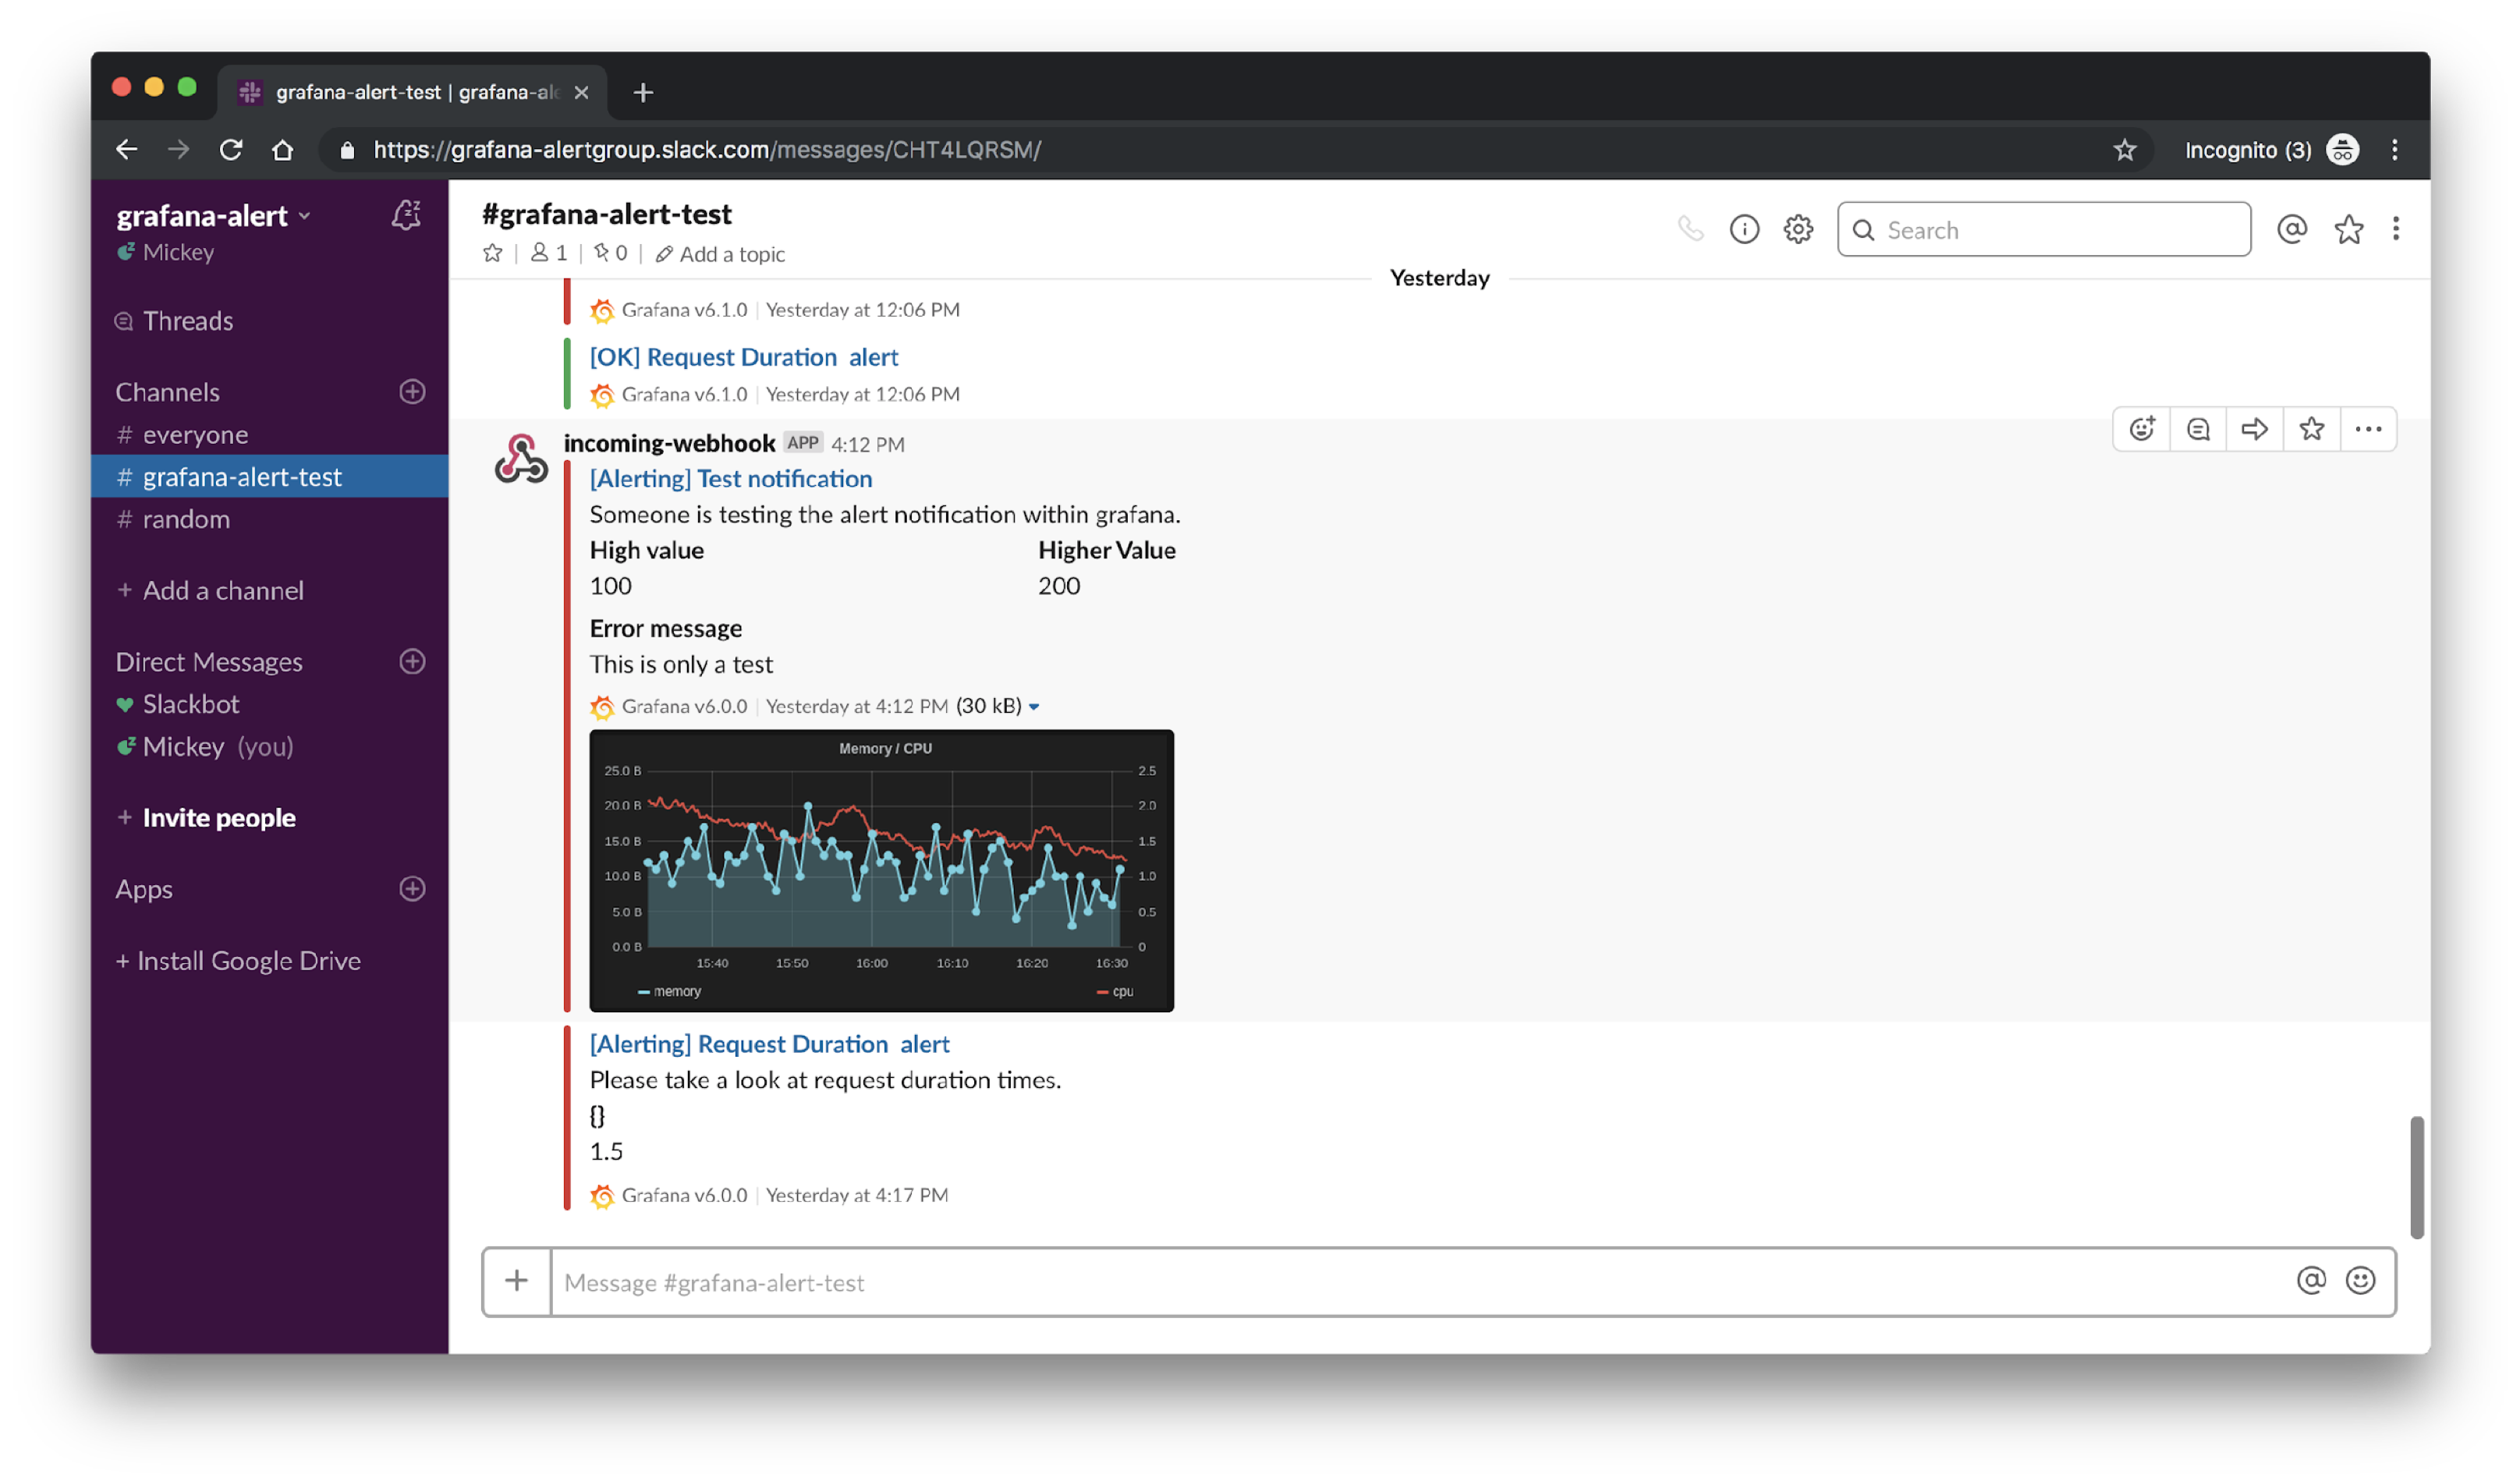 grafana-alert-test | grafana-al
https://grafana-alertgroup.slack.com/messages/CHT4LQRSM/
Incognito (3)
grafana-alert
Mickey
Threads
Channels
# everyone
# grafana-alert-test
# random
+ Add a channel
Direct Messages
Slackbot
Mickey (you)
+ Invite people
Apps
+ Install Google Drive
#grafana-alert-test
1 | 0 | Add a topic
Search
Yesterday
Grafana v6.1.0 | Yesterday at 12:06 PM
[OK] Request Duration alert
Grafana v6.1.0 | Yesterday at 12:06 PM
incoming-webhook APP 4:12 PM
[Alerting] Test notification
Someone is testing the alert notification within grafana.
High value Higher Value
100 200
Error message
This is only a test
Grafana v6.0.0 | Yesterday at 4:12 PM (30 kB)
Memory / CPU
25.0 B 2.5
20.0 B 2.0
15.0 B 1.5
10.0 B 1.0
5.0 B 0.5
0.0 B 0
15:40 15:50 16:00 16:10 16:20 16:30
memory cpu
[Alerting] Request Duration alert
Please take a look at request duration times.
{}
1.5
Grafana v6.0.0 | Yesterday at 4:17 PM
Message #grafana-alert-test